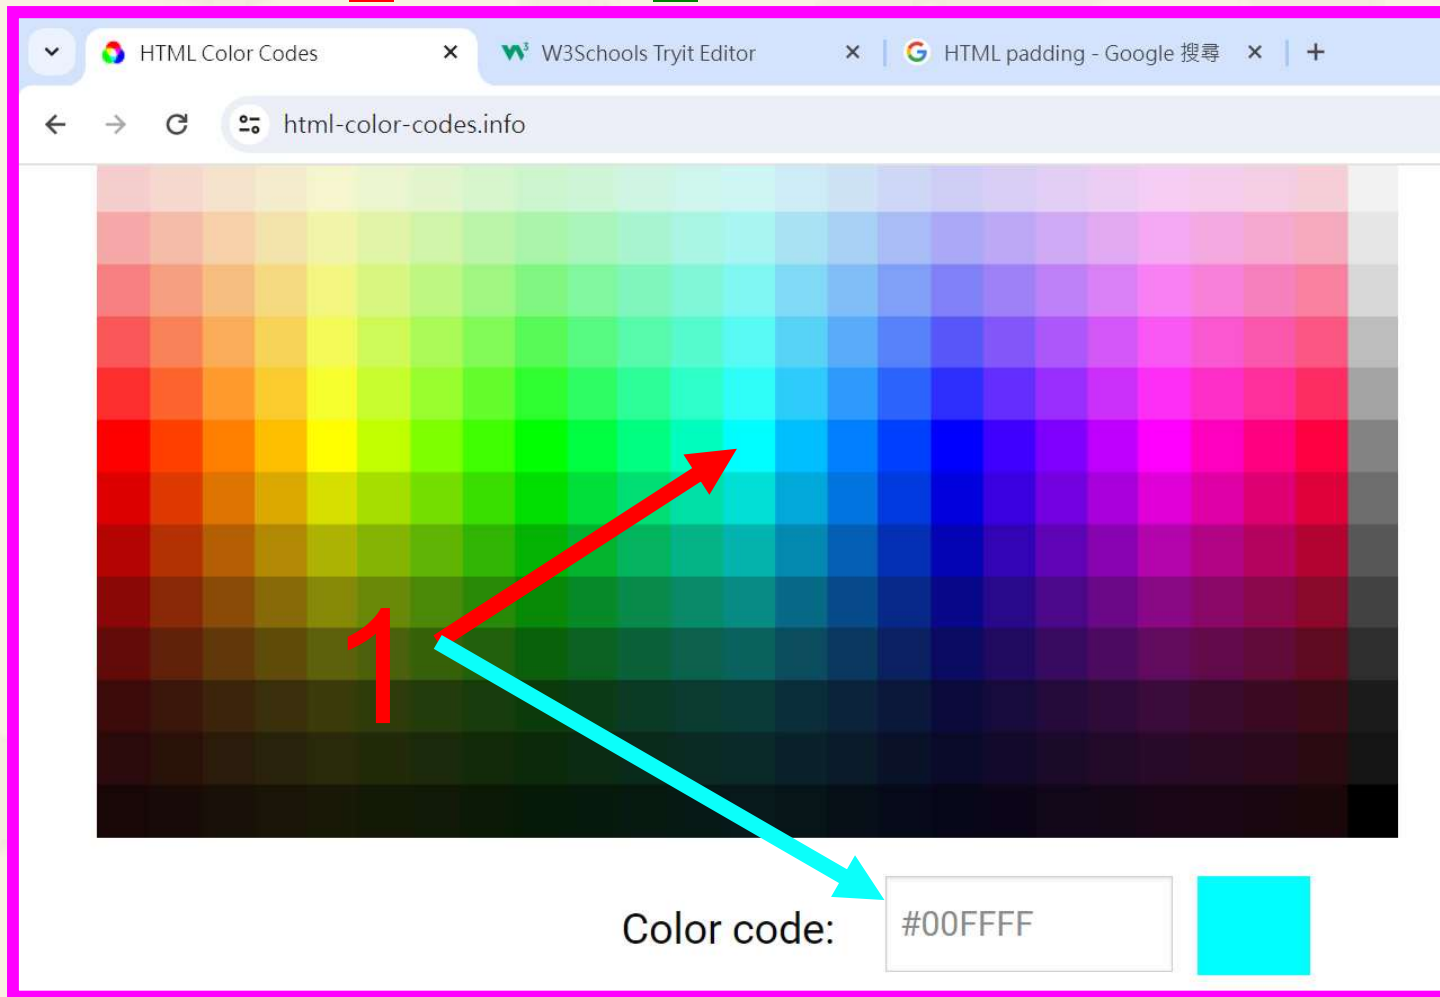 HTML Color Codes
W3Schools Tryit Editor
HTML padding - Google 搜尋
html-color-codes.info
1
Color code:
#00FFFF